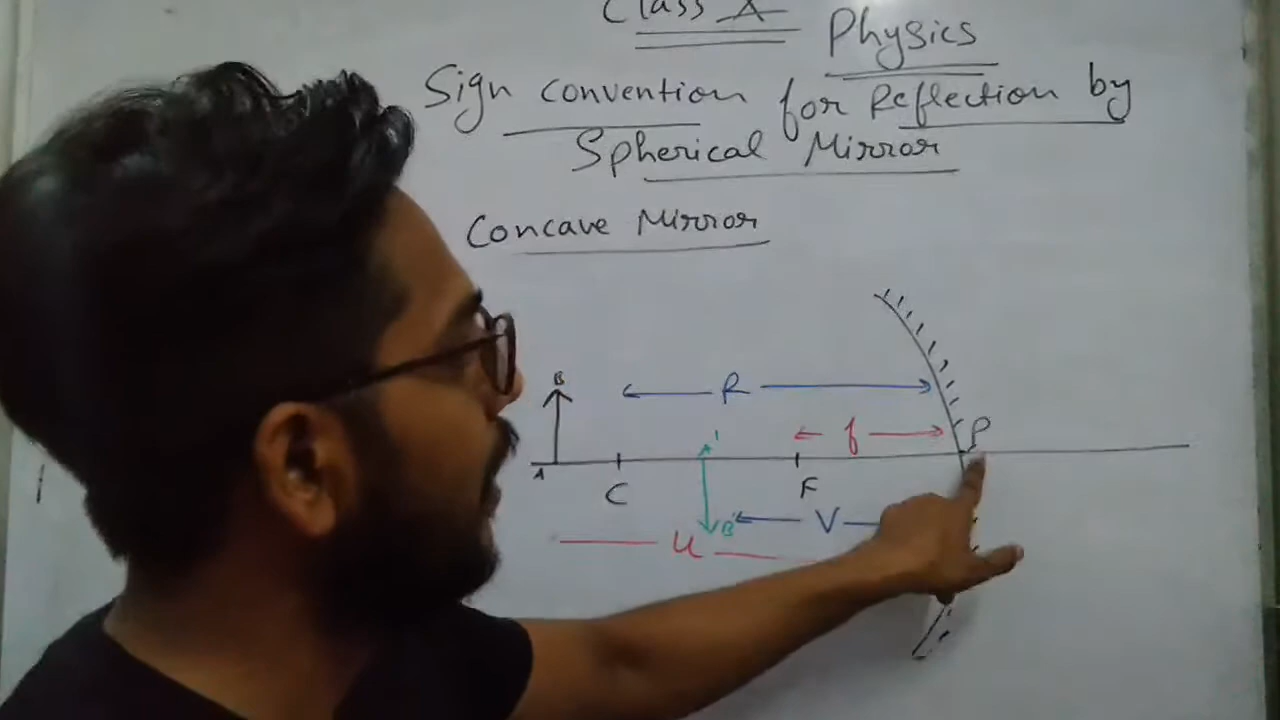 Class X
Physics
Sign convention for Reflection by
Spherical Mirror
Concave Mirror
B
R
P
f
A'
A
C
F
B'
V
u